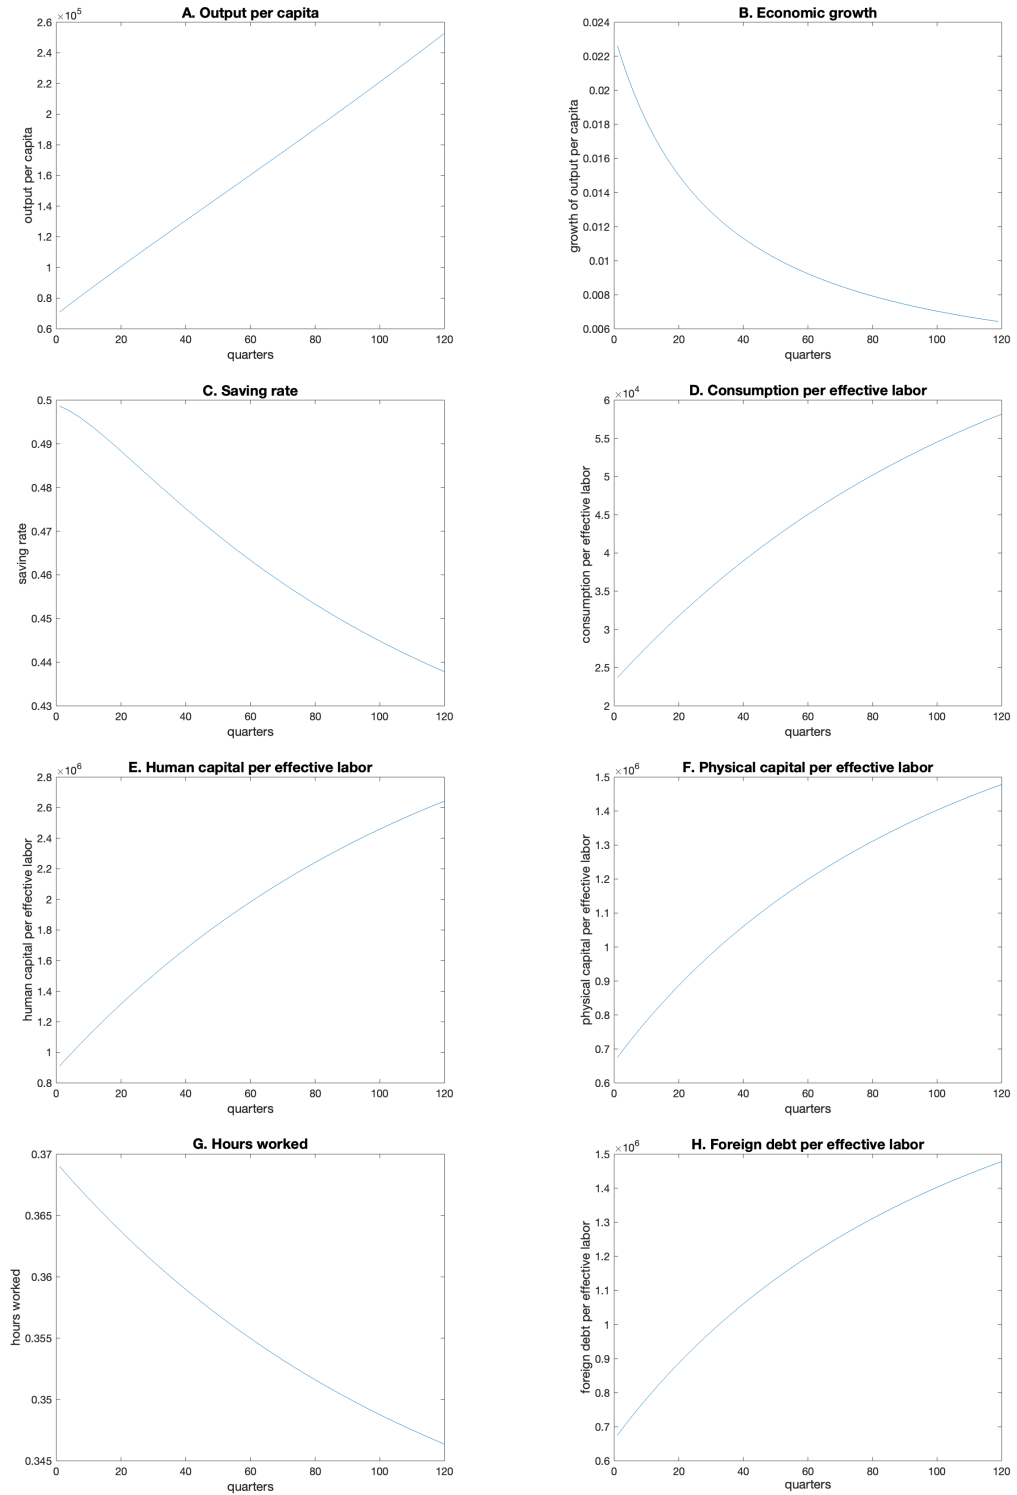 A. Output per capita
×10⁵
2.6
2.4
2.2
2
1.8
1.6
1.4
1.2
1
0.8
0.6
output per capita
0 20 40 60 80 100 120
quarters
B. Economic growth
0.024
0.022
0.02
0.018
0.016
0.014
0.012
0.01
0.008
0.006
growth of output per capita
0 20 40 60 80 100 120
quarters
C. Saving rate
0.5
0.49
0.48
0.47
0.46
0.45
0.44
0.43
saving rate
0 20 40 60 80 100 120
quarters
D. Consumption per effective labor
×10⁴
6
5.5
5
4.5
4
3.5
3
2.5
2
consumption per effective labor
0 20 40 60 80 100 120
quarters
E. Human capital per effective labor
×10⁶
2.8
2.6
2.4
2.2
2
1.8
1.6
1.4
1.2
1
0.8
human capital per effective labor
0 20 40 60 80 100 120
quarters
F. Physical capital per effective labor
×10⁶
1.5
1.4
1.3
1.2
1.1
1
0.9
0.8
0.7
0.6
physical capital per effective labor
0 20 40 60 80 100 120
quarters
G. Hours worked
0.37
0.365
0.36
0.355
0.35
0.345
hours worked
0 20 40 60 80 100 120
quarters
H. Foreign debt per effective labor
×10⁶
1.5
1.4
1.3
1.2
1.1
1
0.9
0.8
0.7
0.6
foreign debt per effective labor
0 20 40 60 80 100 120
quarters